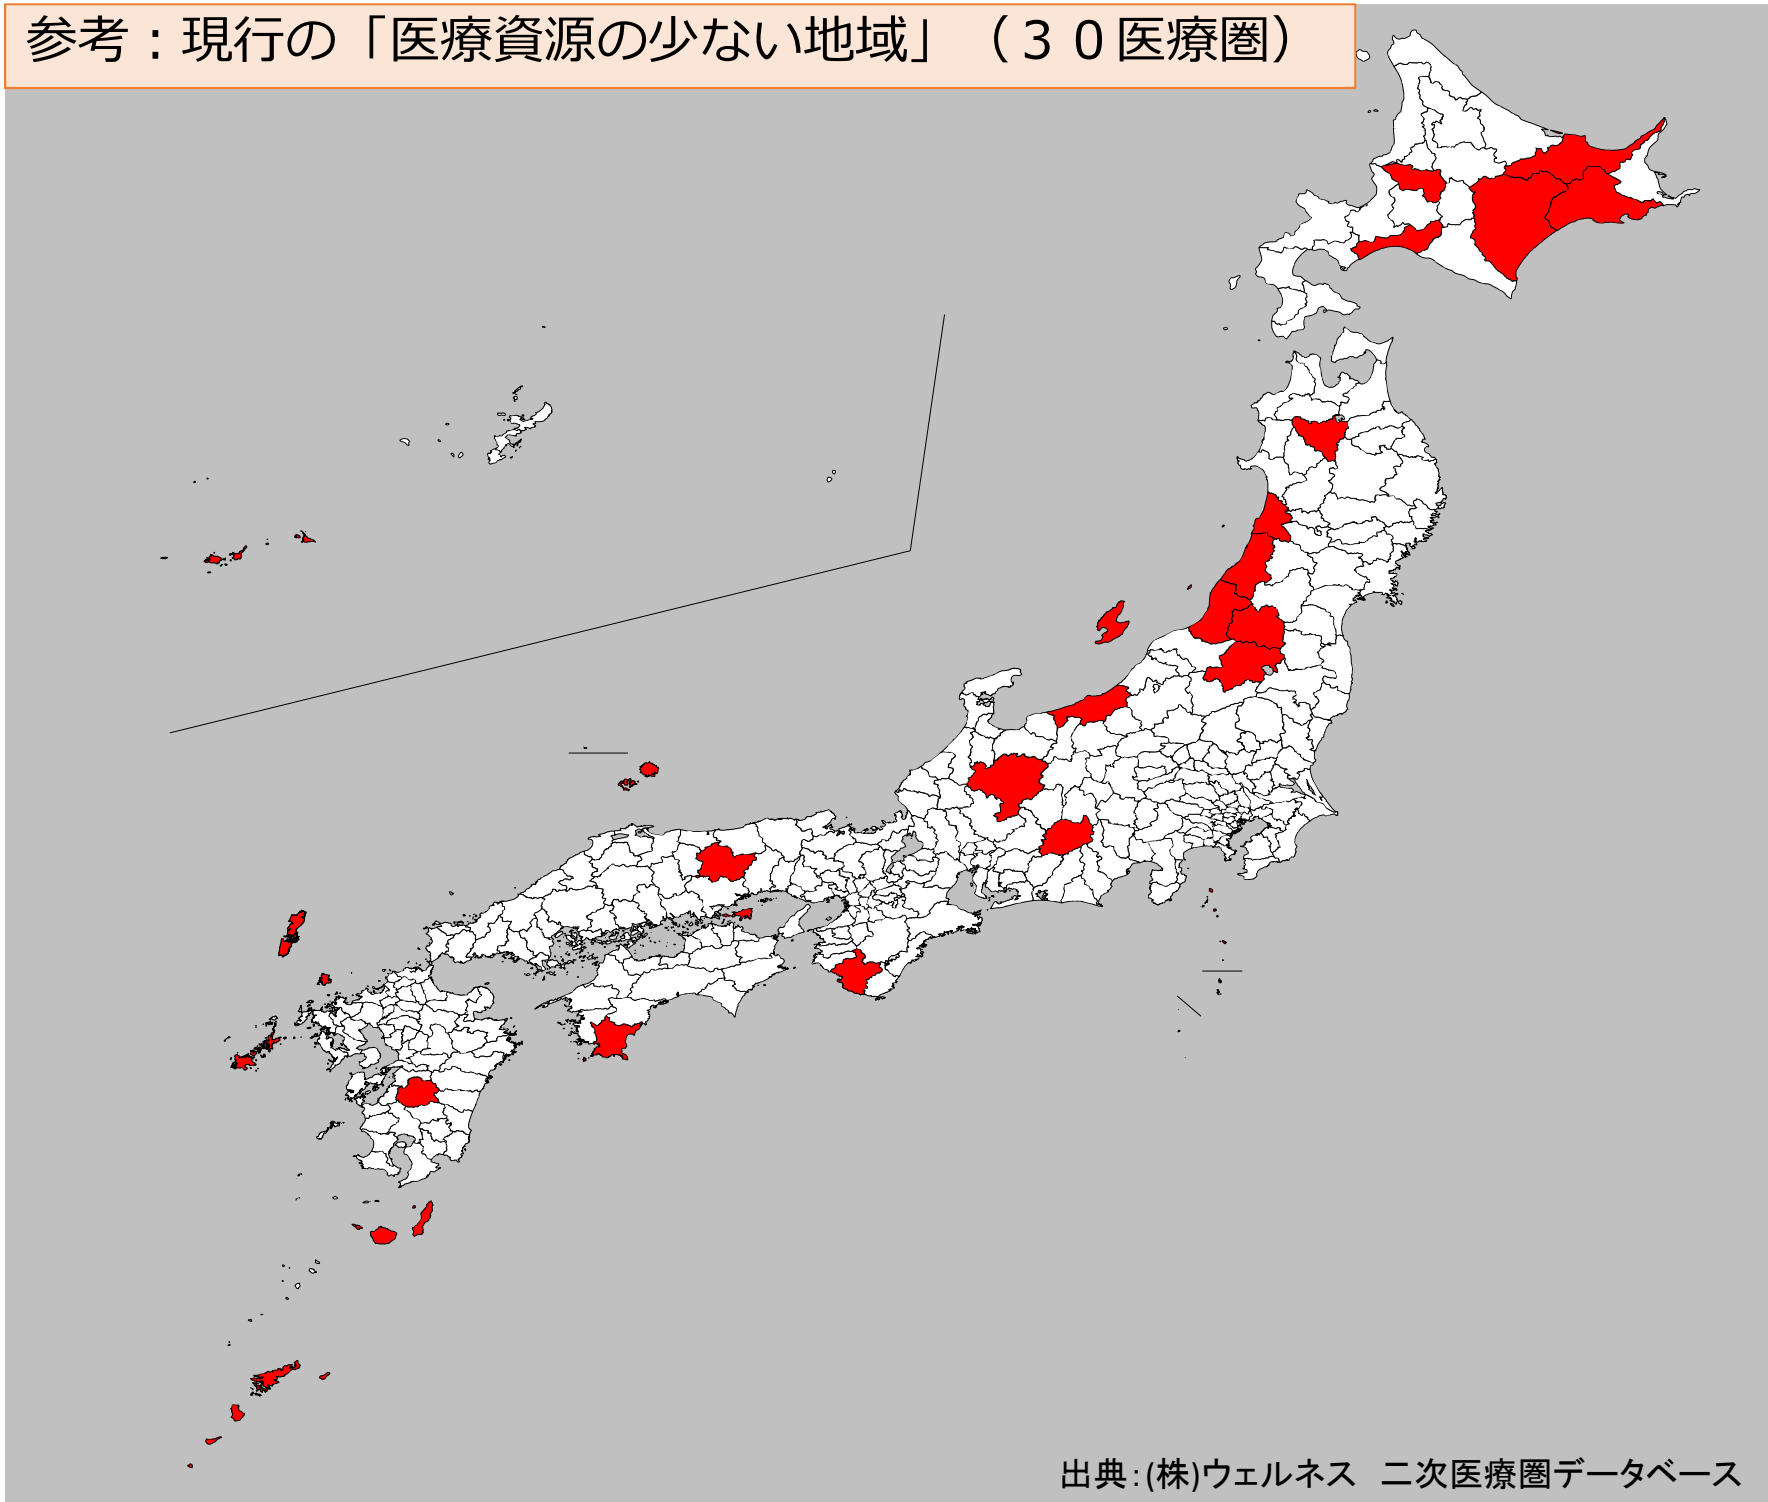 参考：現行の「医療資源の少ない地域」（３０医療圏）
出典：(株)ウェルネス　二次医療圏データベース